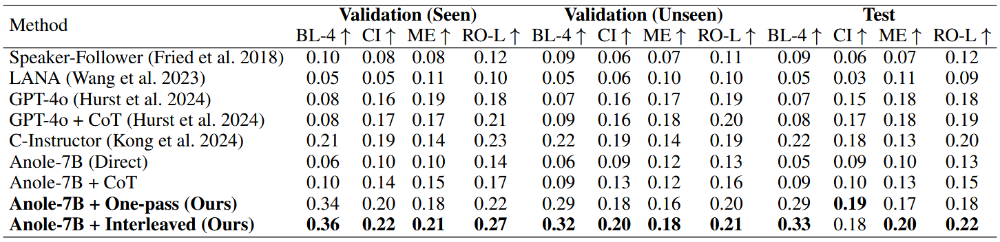 Method Validation (Seen) Validation (Unseen) Test
BL-4 ↑ CI ↑ ME ↑ RO-L ↑ BL-4 ↑ CI ↑ ME ↑ RO-L ↑ BL-4 ↑ CI ↑ ME ↑ RO-L ↑
Speaker-Follower (Fried et al. 2018) 0.10 0.08 0.08 0.12 0.09 0.06 0.07 0.11 0.09 0.06 0.07 0.12
LANA (Wang et al. 2023) 0.05 0.05 0.11 0.10 0.05 0.06 0.10 0.10 0.05 0.03 0.11 0.09
GPT-4o (Hurst et al. 2024) 0.08 0.16 0.19 0.18 0.07 0.16 0.17 0.19 0.07 0.15 0.18 0.18
GPT-4o + CoT (Hurst et al. 2024) 0.08 0.17 0.17 0.21 0.09 0.16 0.18 0.20 0.08 0.17 0.18 0.19
C-Instructor (Kong et al. 2024) 0.21 0.19 0.14 0.23 0.22 0.19 0.14 0.19 0.22 0.18 0.13 0.20
Anole-7B (Direct) 0.06 0.10 0.10 0.14 0.06 0.09 0.12 0.13 0.05 0.09 0.10 0.13
Anole-7B + CoT 0.10 0.14 0.15 0.17 0.09 0.13 0.12 0.16 0.09 0.10 0.13 0.15
Anole-7B + One-pass (Ours) 0.34 0.20 0.18 0.22 0.29 0.18 0.16 0.20 0.29 0.19 0.17 0.18
Anole-7B + Interleaved (Ours) 0.36 0.22 0.21 0.27 0.32 0.20 0.18 0.21 0.33 0.18 0.20 0.22